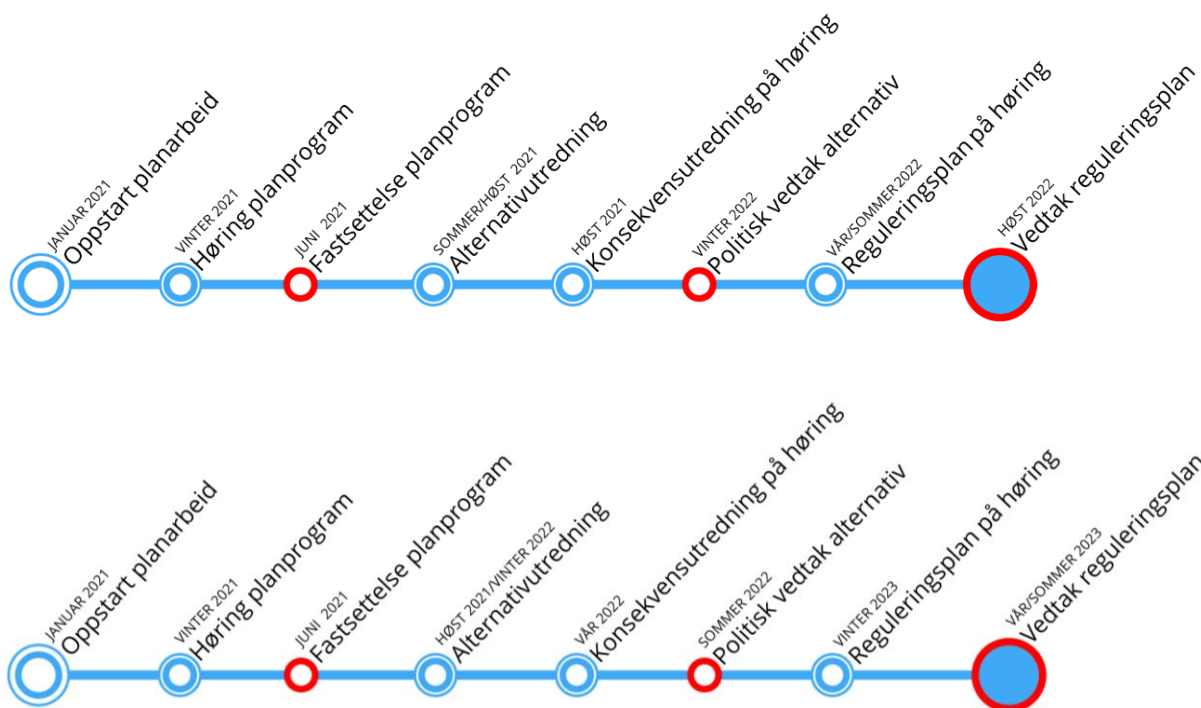 JANUAR 2021
Oppstart planarbeid
VINTER 2021
Høring planprogram
JUNI 2021
Fastsettelse planprogram
SOMMER/HØST 2021
Alternativutredning
HØST 2021
Konsekvensutredning på høring
VINTER 2022
Politisk vedtak alternativ
VÅR/SOMMER 2022
Reguleringsplan på høring
HØST 2022
Vedtak reguleringsplan
JANUAR 2021
Oppstart planarbeid
VINTER 2021
Høring planprogram
JUNI 2021
Fastsettelse planprogram
HØST 2021/VINTER 2022
Alternativutredning
VÅR 2022
Konsekvensutredning på høring
SOMMER 2022
Politisk vedtak alternativ
VINTER 2023
Reguleringsplan på høring
VÅR/SOMMER 2023
Vedtak reguleringsplan